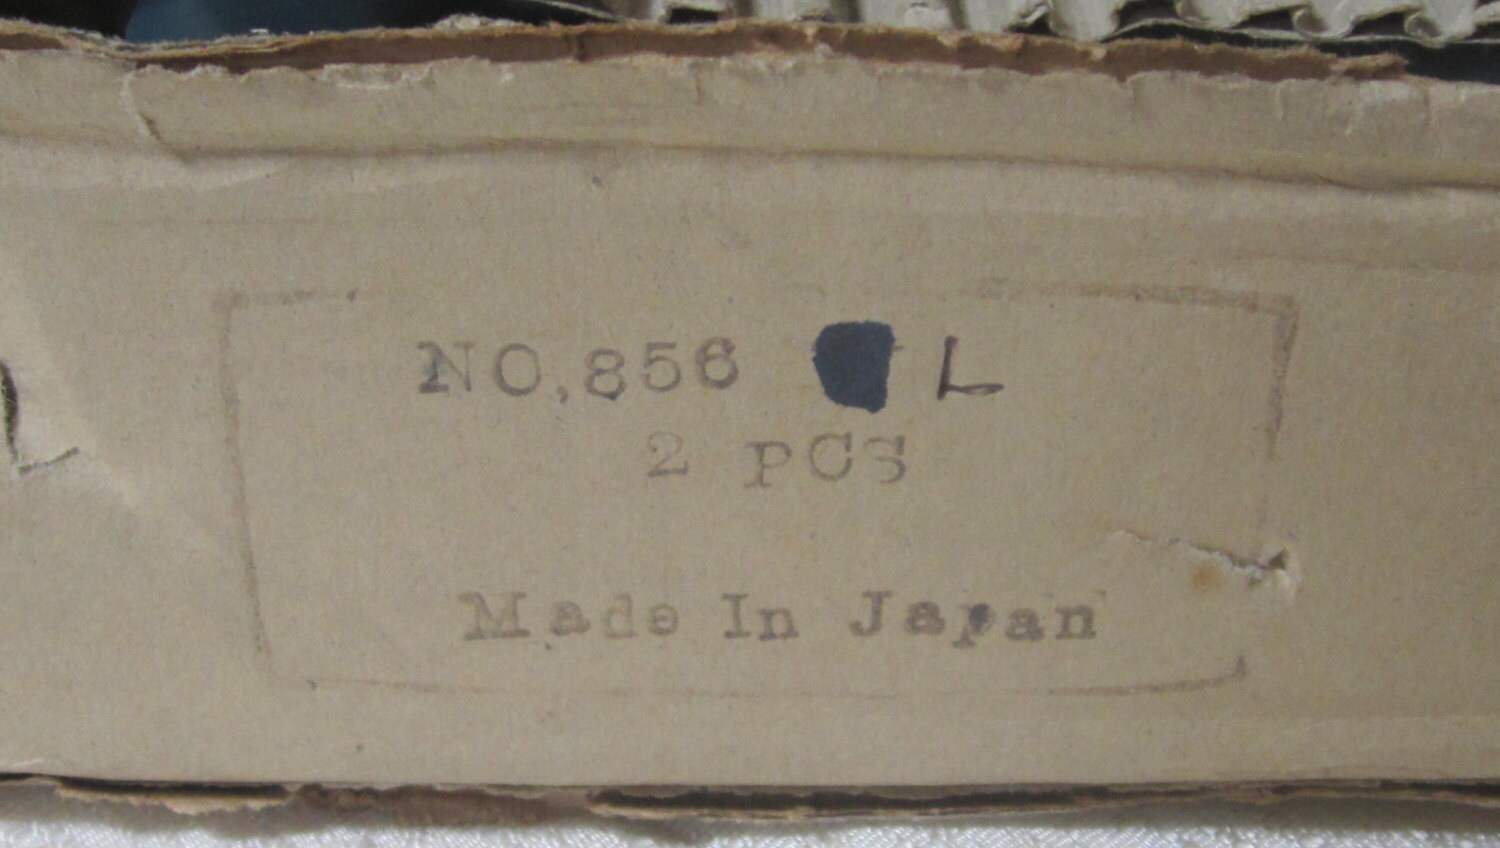 NO,856 L
2 PCS
Made In Japan
L